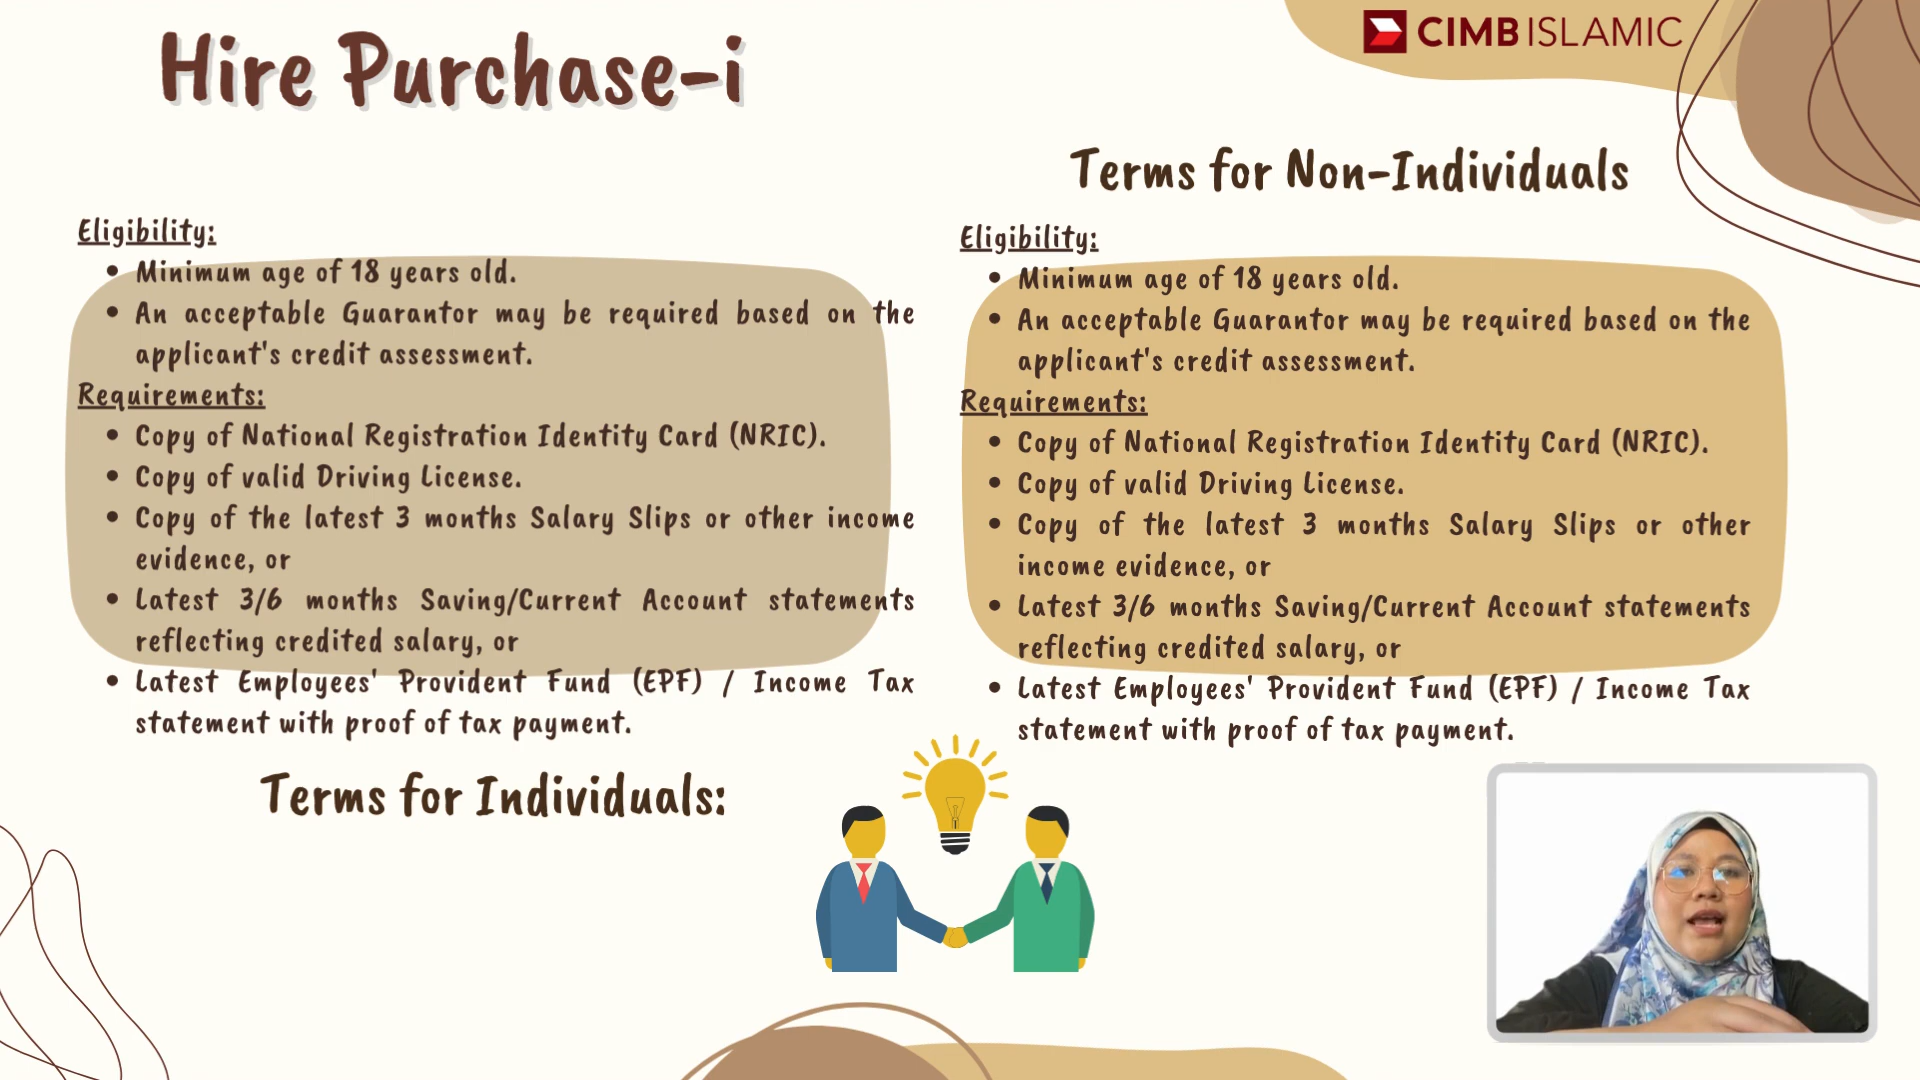 Hire Purchase-i
CIMB ISLAMIC
Eligibility:
• Minimum age of 18 years old.
• An acceptable Guarantor may be required based on the
applicant's credit assessment.
Requirements:
• Copy of National Registration Identity Card (NRIC).
• Copy of valid Driving License.
• Copy of the latest 3 months Salary Slips or other income
evidence, or
• Latest 3/6 months Saving/Current Account statements
reflecting credited salary, or
• Latest Employees' Provident Fund (EPF) / Income Tax
statement with proof of tax payment.
Terms for Individuals:
Terms for Non-Individuals
Eligibility:
• Minimum age of 18 years old.
• An acceptable Guarantor may be required based on the
applicant's credit assessment.
Requirements:
• Copy of National Registration Identity Card (NRIC).
• Copy of valid Driving License.
• Copy of the latest 3 months Salary Slips or other
income evidence, or
• Latest 3/6 months Saving/Current Account statements
reflecting credited salary, or
• Latest Employees' Provident Fund (EPF) / Income Tax
statement with proof of tax payment.